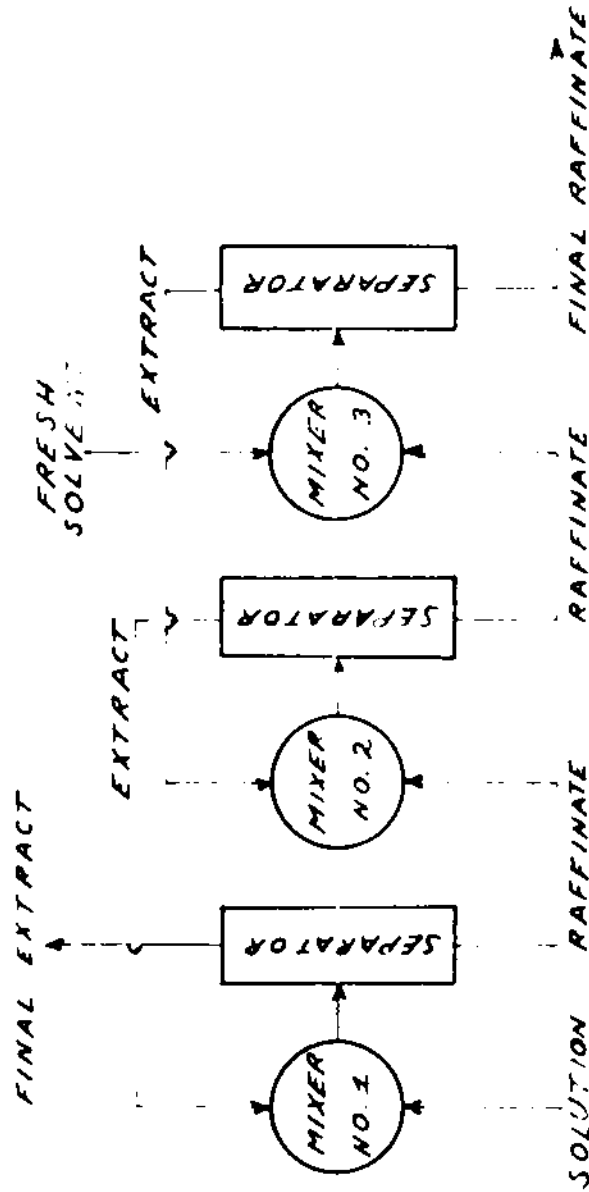 FINAL EXTRACT
FRESH
SOLVENT
EXTRACT
EXTRACT
MIXER
NO. 1
SEPARATOR
MIXER
NO. 2
SEPARATOR
MIXER
NO. 3
SEPARATOR
SOLUTION
RAFFINATE
RAFFINATE
FINAL RAFFINATE